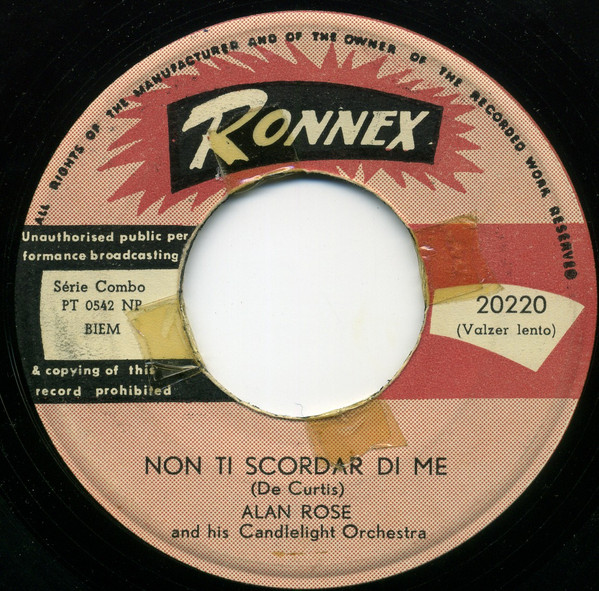 ALL RIGHTS OF THE MANUFACTURER AND OF THE OWNER OF THE RECORDED WORK RESERVED
RONNEX
Unauthorised public per
formance broadcasting
Série Combo
PT 0542 NP
BIEM
& copying of this
record prohibited
20220
(Valzer lento)
NON TI SCORDAR DI ME
(De Curtis)
ALAN ROSE
and his Candlelight Orchestra